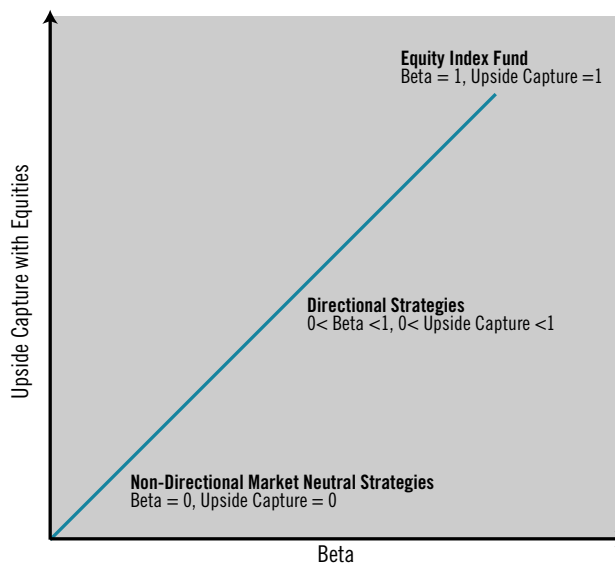 Equity Index Fund
Beta = 1, Upside Capture =1
Upside Capture with Equities
Directional Strategies
0< Beta <1, 0< Upside Capture <1
Non-Directional Market Neutral Strategies
Beta = 0, Upside Capture = 0
Beta